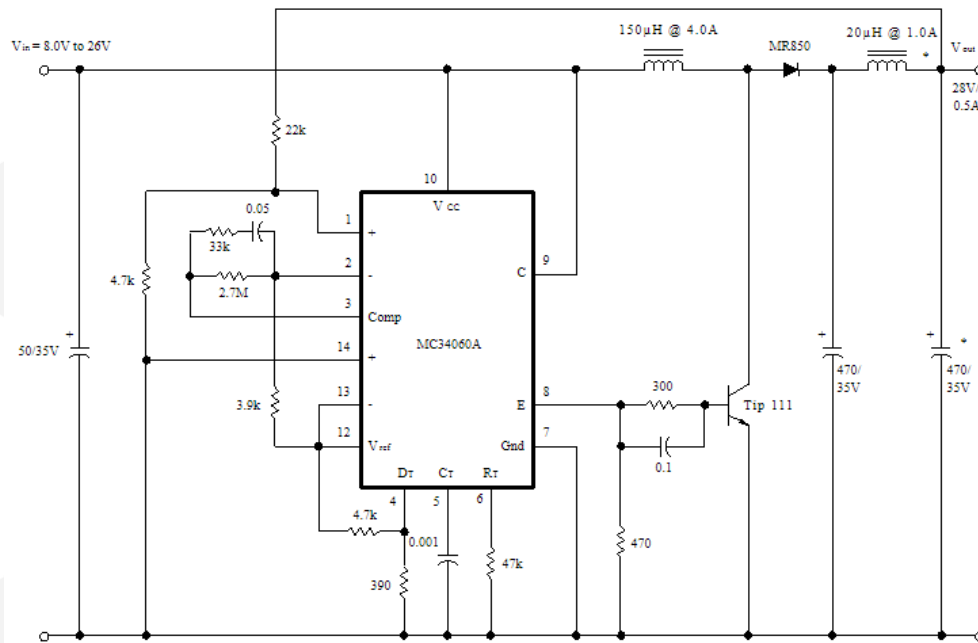 150µH @ 4.0A
20µH @ 1.0A
Vin = 8.0V to 26V
MR850
*
Vout
28V/
0.5A
22k
10
Vcc
0.05
1
+
33k
9
C
2
-
4.7k
2.7M
3
Comp
MC34060A
14
+
+
50/35V
+
470/
35V
+
*
470/
35V
3.9k
13
-
8
E
300
Tip 111
12
Vref
7
Gnd
0.1
DT
CT
RT
4
5
6
4.7k
0.001
470
390
47k